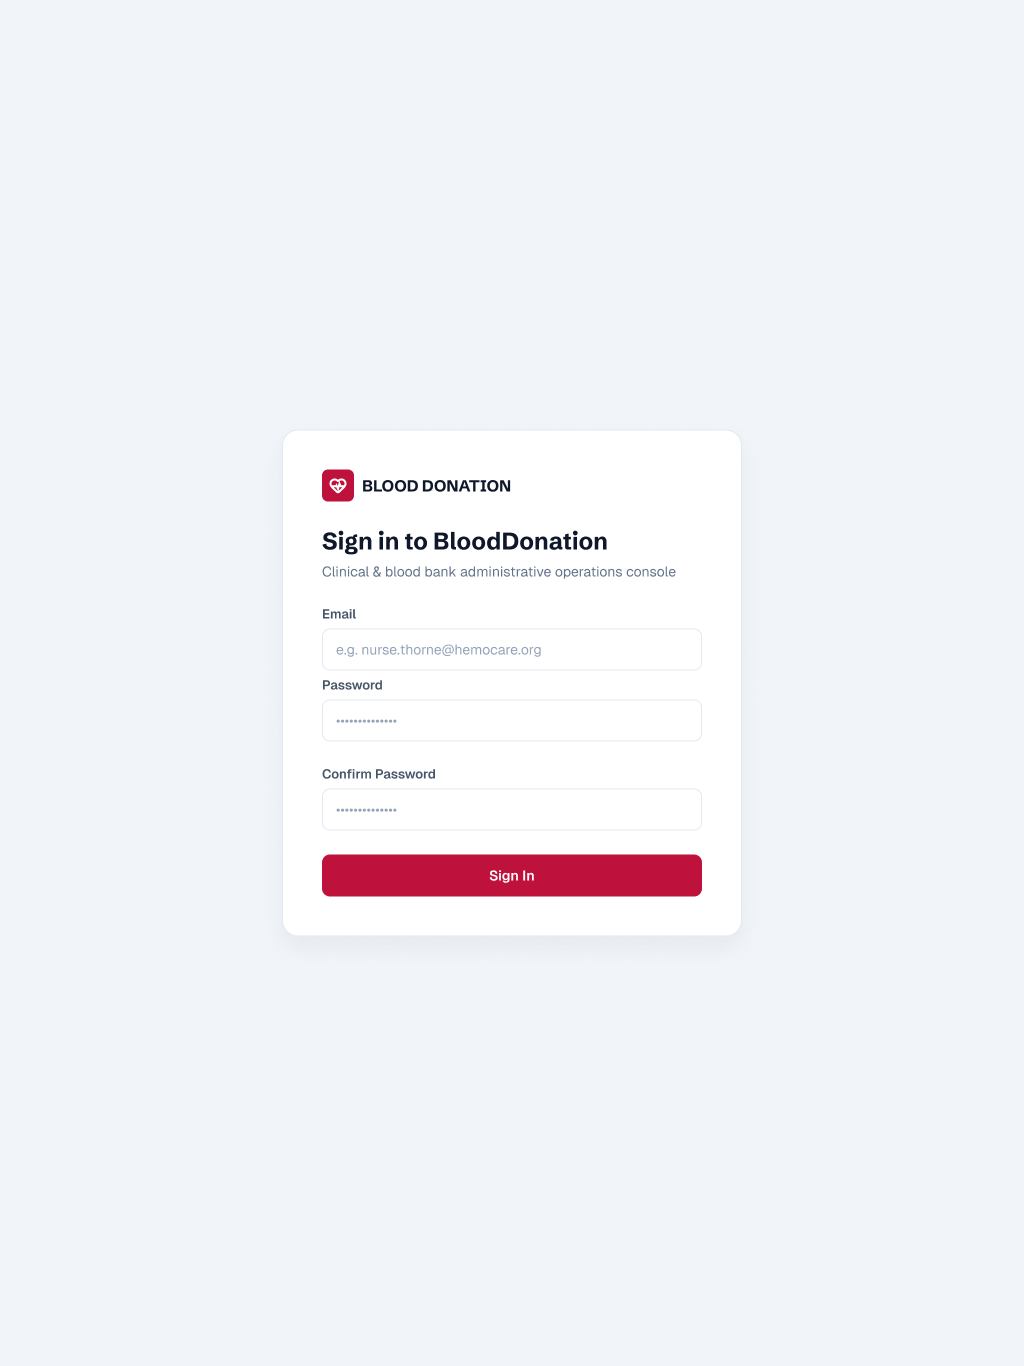 BLOOD DONATION
Sign in to BloodDonation
Clinical & blood bank administrative operations console
Email
e.g. nurse.thorne@hemocare.org
Password
••••••••••••••
Confirm Password
••••••••••••••
Sign In